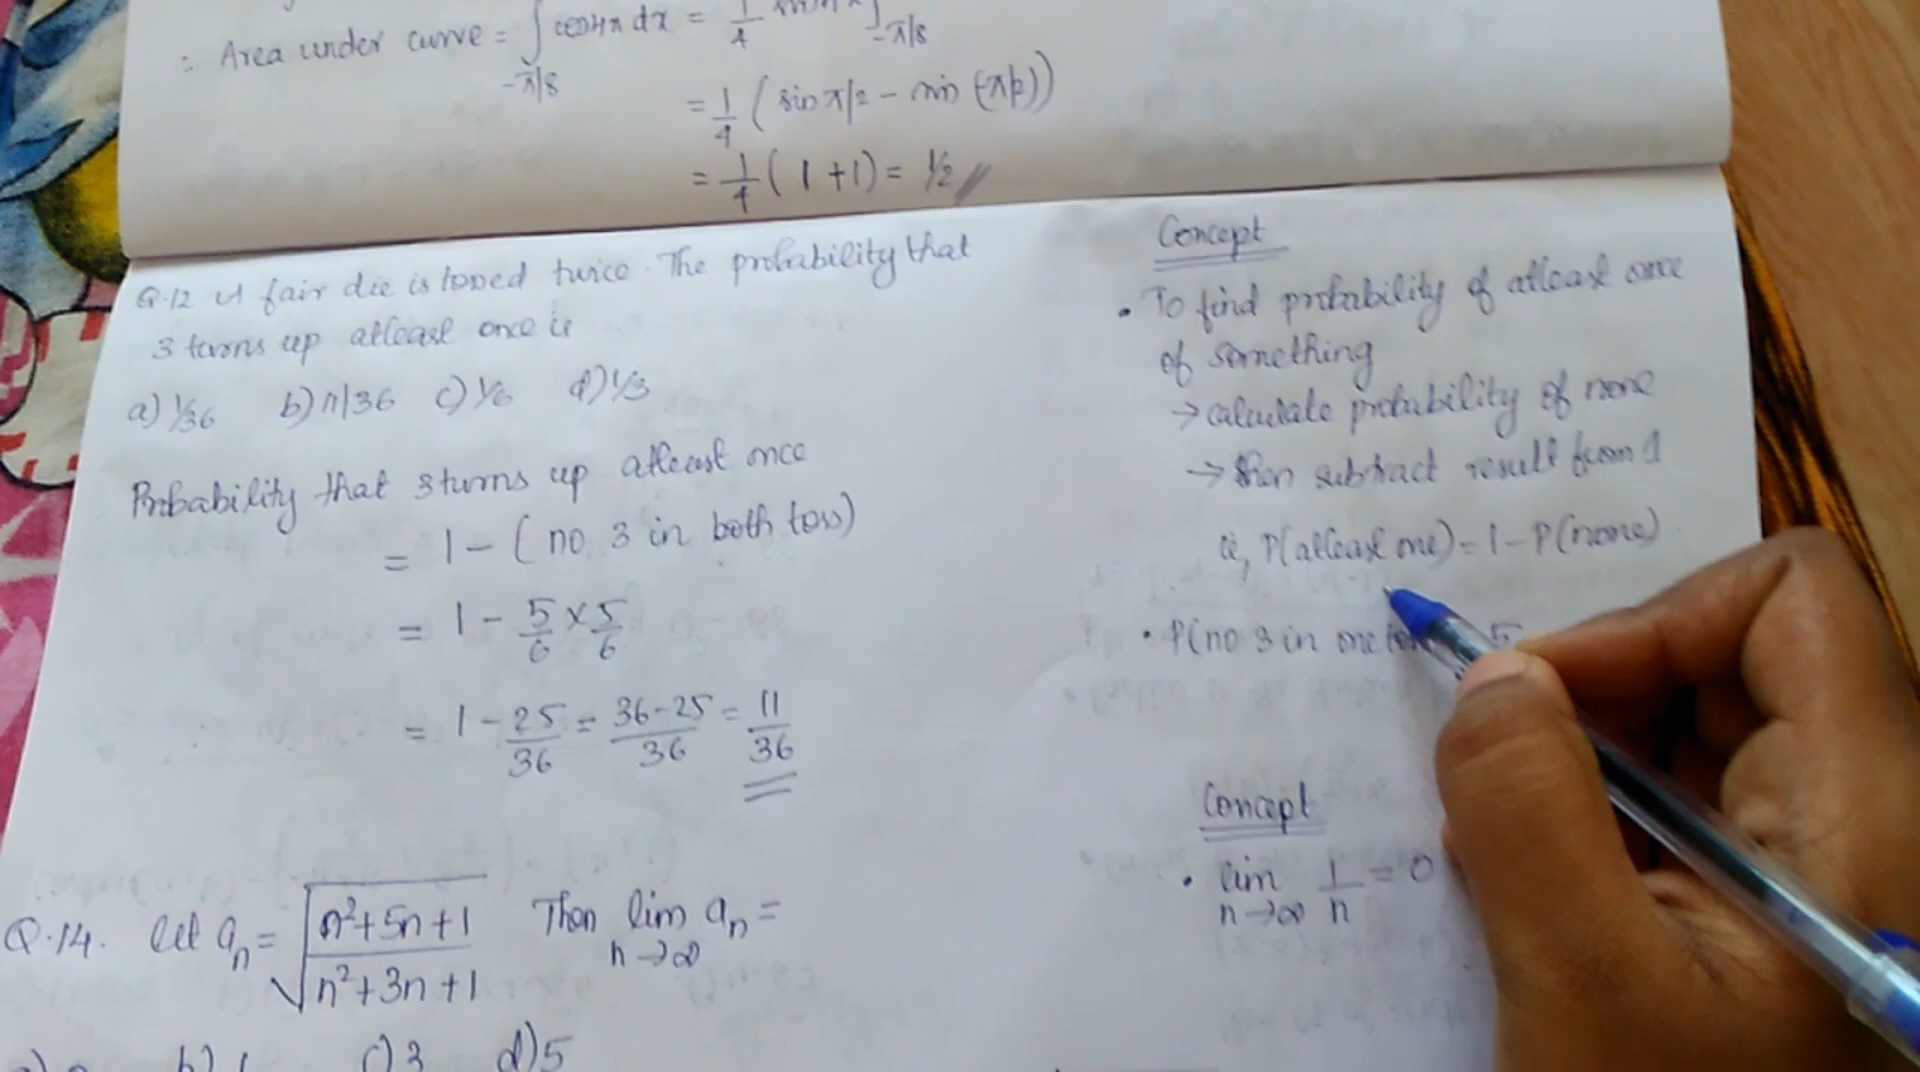 : Area under curve = ∫ cos4x dx = 1/4
-π/8
-π/8
= 1/4 ( sin π/2 - sin (-π/2))
= 1/4 ( 1 + 1) = 1/2 //
Q.12 A fair die is tossed twice. The probability that
3 turns up atleast once is
a) 1/36 b) 11/36 c) 1/6 d) 1/3
Probability that 3 turns up atleast once
= 1 - ( no 3 in both toss)
= 1 - 5/6 × 5/6
= 1 - 25/36 = 36-25/36 = 11/36
Q.14. let aₙ = √(n²+5n+1 / n²+3n+1) Then lim aₙ =
n→∞
b) 1 c) 3 d) 5
Concept
• To find probability of atleast once
of something
→ calculate probability of none
→ then subtract result from 1
ie, P(atleast one) = 1 - P(none)
• P(no 3 in one 5
Concept
• lim 1/n = 0
n→∞